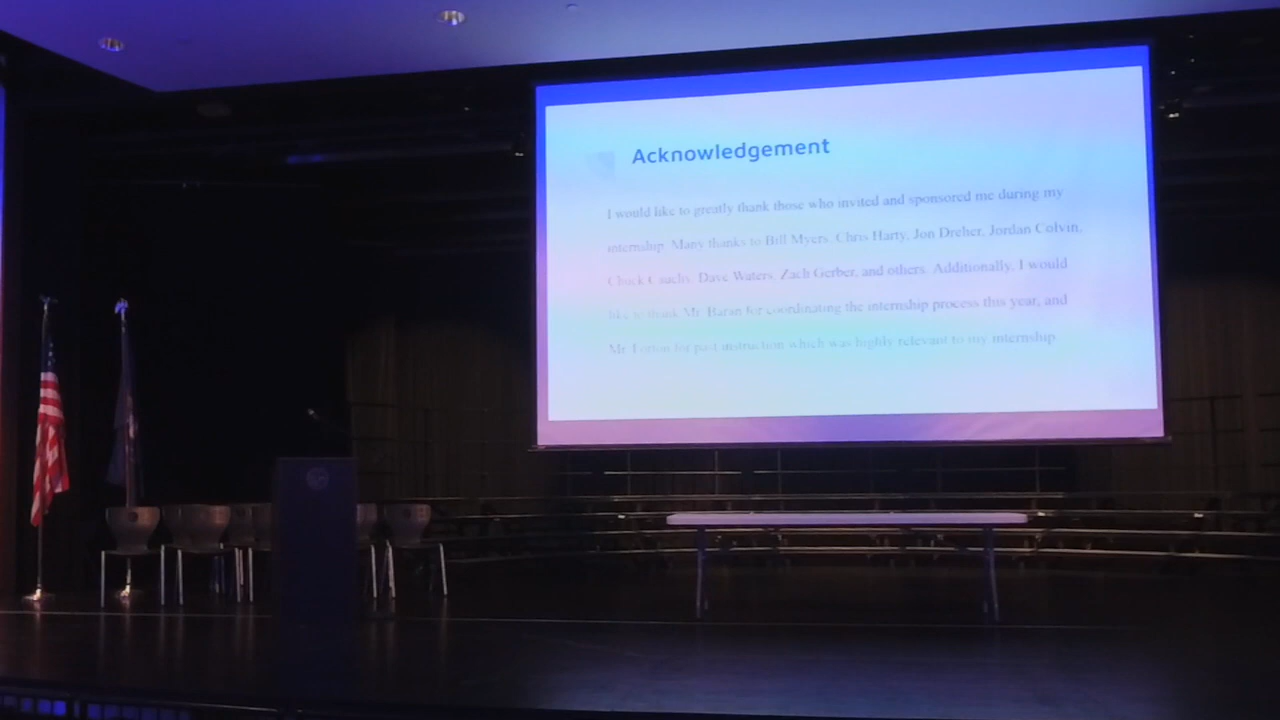 Acknowledgement
I would like to greatly thank those who invited and sponsored me during my
internship. Many thanks to Bill Myers, Chris Harty, Jon Dreher, Jordan Colvin,
Chuck Dave Waters, Zach Gerber, and others. Additionally, I would
like to thank Mr. Baran for coordinating the internship process this year, and
Mr. for past instruction which was highly relevant to my internship.